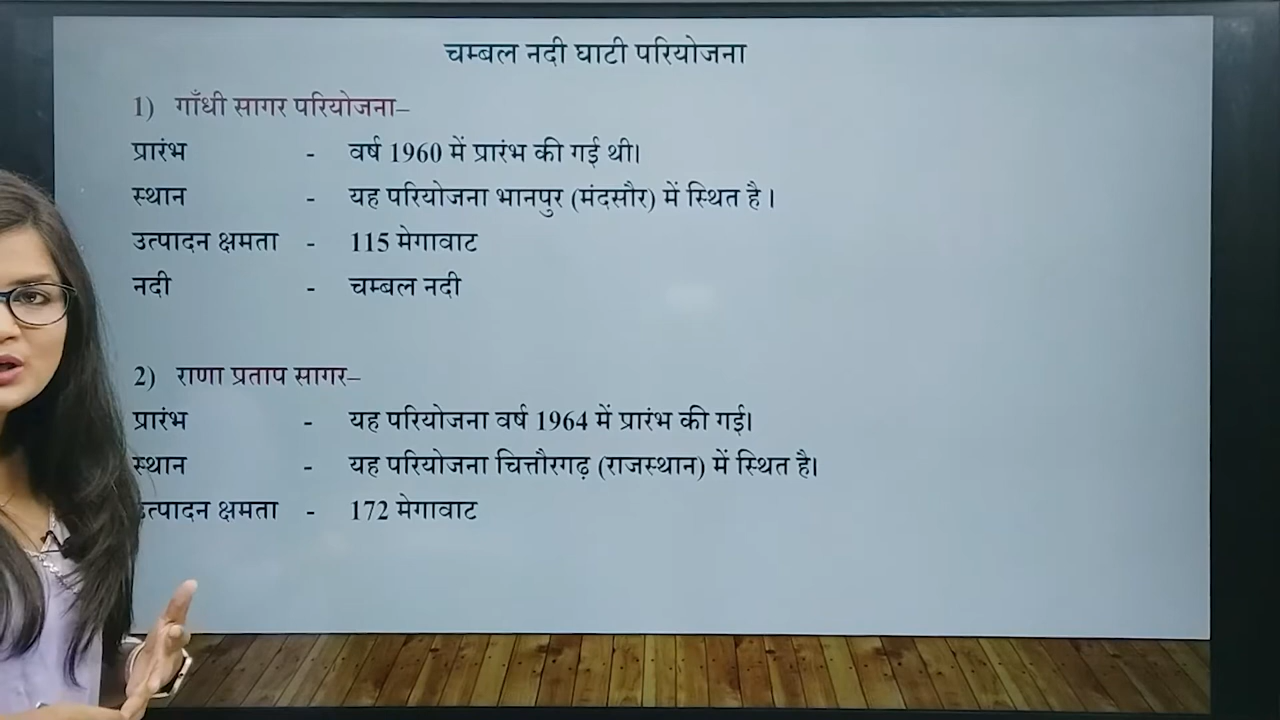 चम्बल नदी घाटी परियोजना
1) गाँधी सागर परियोजना–
प्रारंभ - वर्ष 1960 में प्रारंभ की गई थी।
स्थान - यह परियोजना भानपुर (मंदसौर) में स्थित है ।
उत्पादन क्षमता - 115 मेगावाट
नदी - चम्बल नदी
2) राणा प्रताप सागर–
प्रारंभ - यह परियोजना वर्ष 1964 में प्रारंभ की गई।
स्थान - यह परियोजना चित्तौरगढ़ (राजस्थान) में स्थित है।
उत्पादन क्षमता - 172 मेगावाट